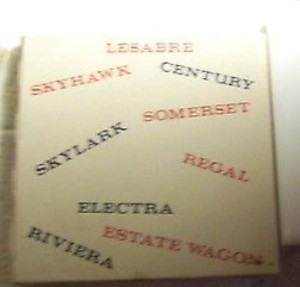 LESABRE
SKYHAWK
CENTURY
SOMERSET
SKYLARK
REGAL
ELECTRA
RIVIERA
ESTATE WAGON